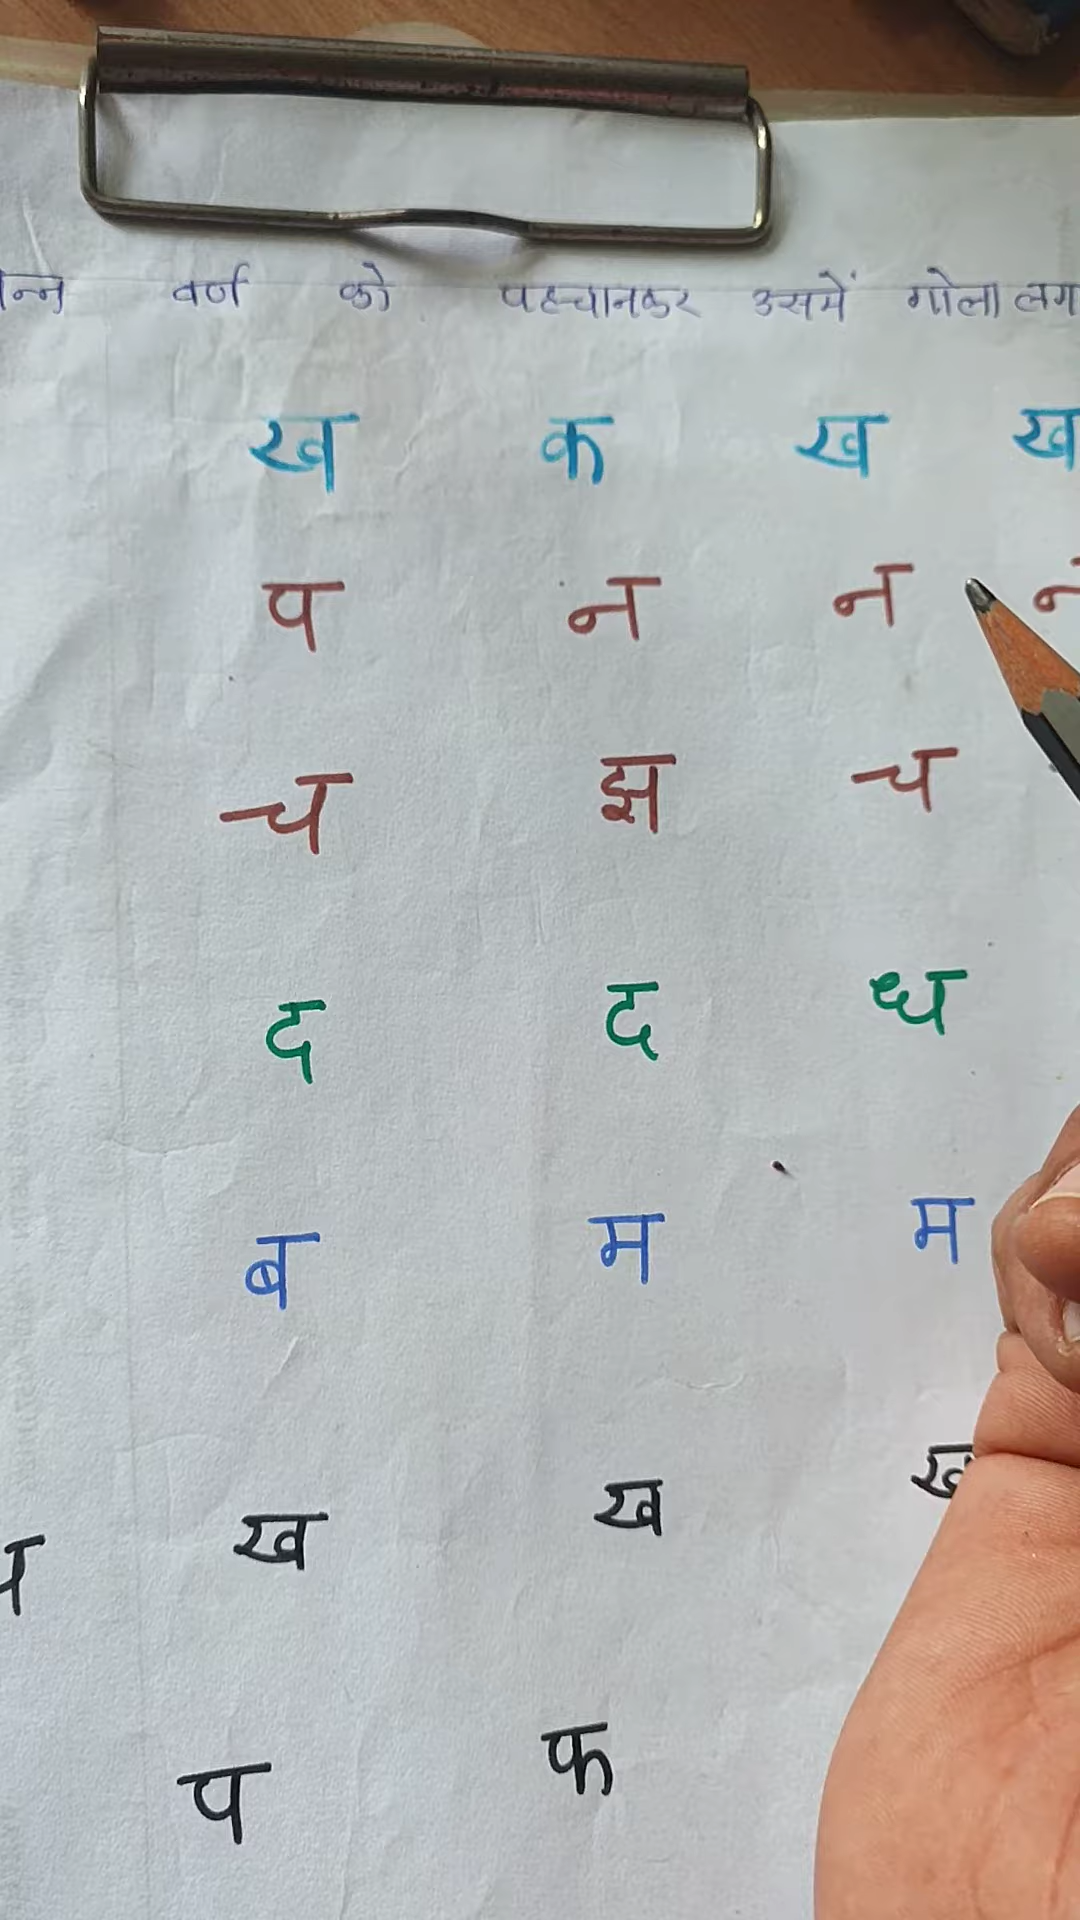 वर्ण को पहचानकर उसमें गोला
ख क ख ख
प न न
च झ च
द द ध
ब म म
ख ख ख
प फ